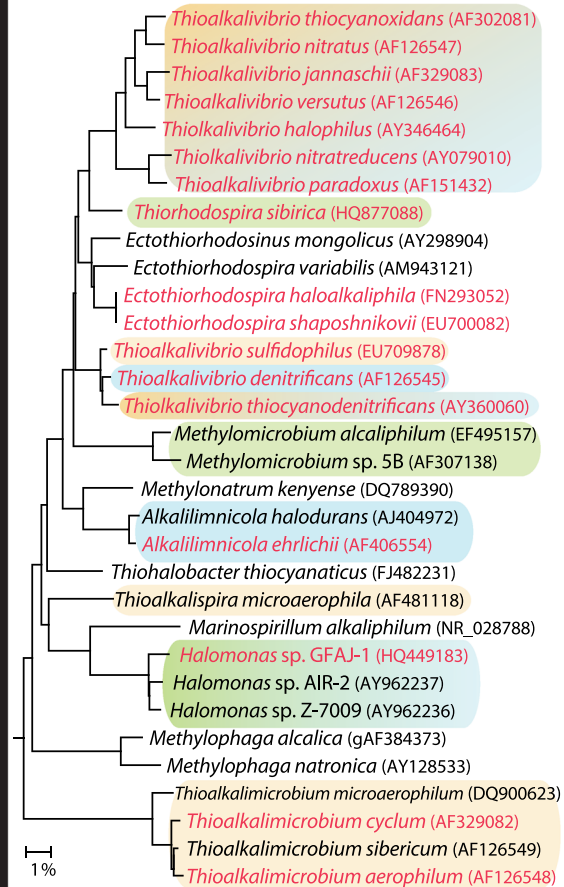 Thioalkalivibrio thiocyanoxidans (AF302081)
Thioalkalivibrio nitratus (AF126547)
Thioalkalivibrio jannaschii (AF329083)
Thioalkalivibrio versutus (AF126546)
Thiolkalivibrio halophilus (AY346464)
Thiolkalivibrio nitratreducens (AY079010)
Thioalkalivibrio paradoxus (AF151432)
Thiorhodospira sibirica (HQ877088)
Ectothiorhodosinus mongolicus (AY298904)
Ectothiorhodospira variabilis (AM943121)
Ectothiorhodospira haloalkaliphila (FN293052)
Ectothiorhodospira shaposhnikovii (EU700082)
Thioalkalivibrio sulfidophilus (EU709878)
Thioalkalivibrio denitrificans (AF126545)
Thiolkalivibrio thiocyanodenitrificans (AY360060)
Methylomicrobium alcaliphilum (EF495157)
Methylomicrobium sp. 5B (AF307138)
Methylonatrum kenyense (DQ789390)
Alkalilimnicola halodurans (AJ404972)
Alkalilimnicola ehrlichii (AF406554)
Thiohalobacter thiocyanaticus (FJ482231)
Thioalkalispira microaerophila (AF481118)
Marinospirillum alkaliphilum (NR_028788)
Halomonas sp. GFAJ-1 (HQ449183)
Halomonas sp. AIR-2 (AY962237)
Halomonas sp. Z-7009 (AY962236)
Methylophaga alcalica (gAF384373)
Methylophaga natronica (AY128533)
Thioalkalimicrobium microaerophilum (DQ900623)
Thioalkalimicrobium cyclum (AF329082)
Thioalkalimicrobium sibericum (AF126549)
Thioalkalimicrobium aerophilum (AF126548)
1%